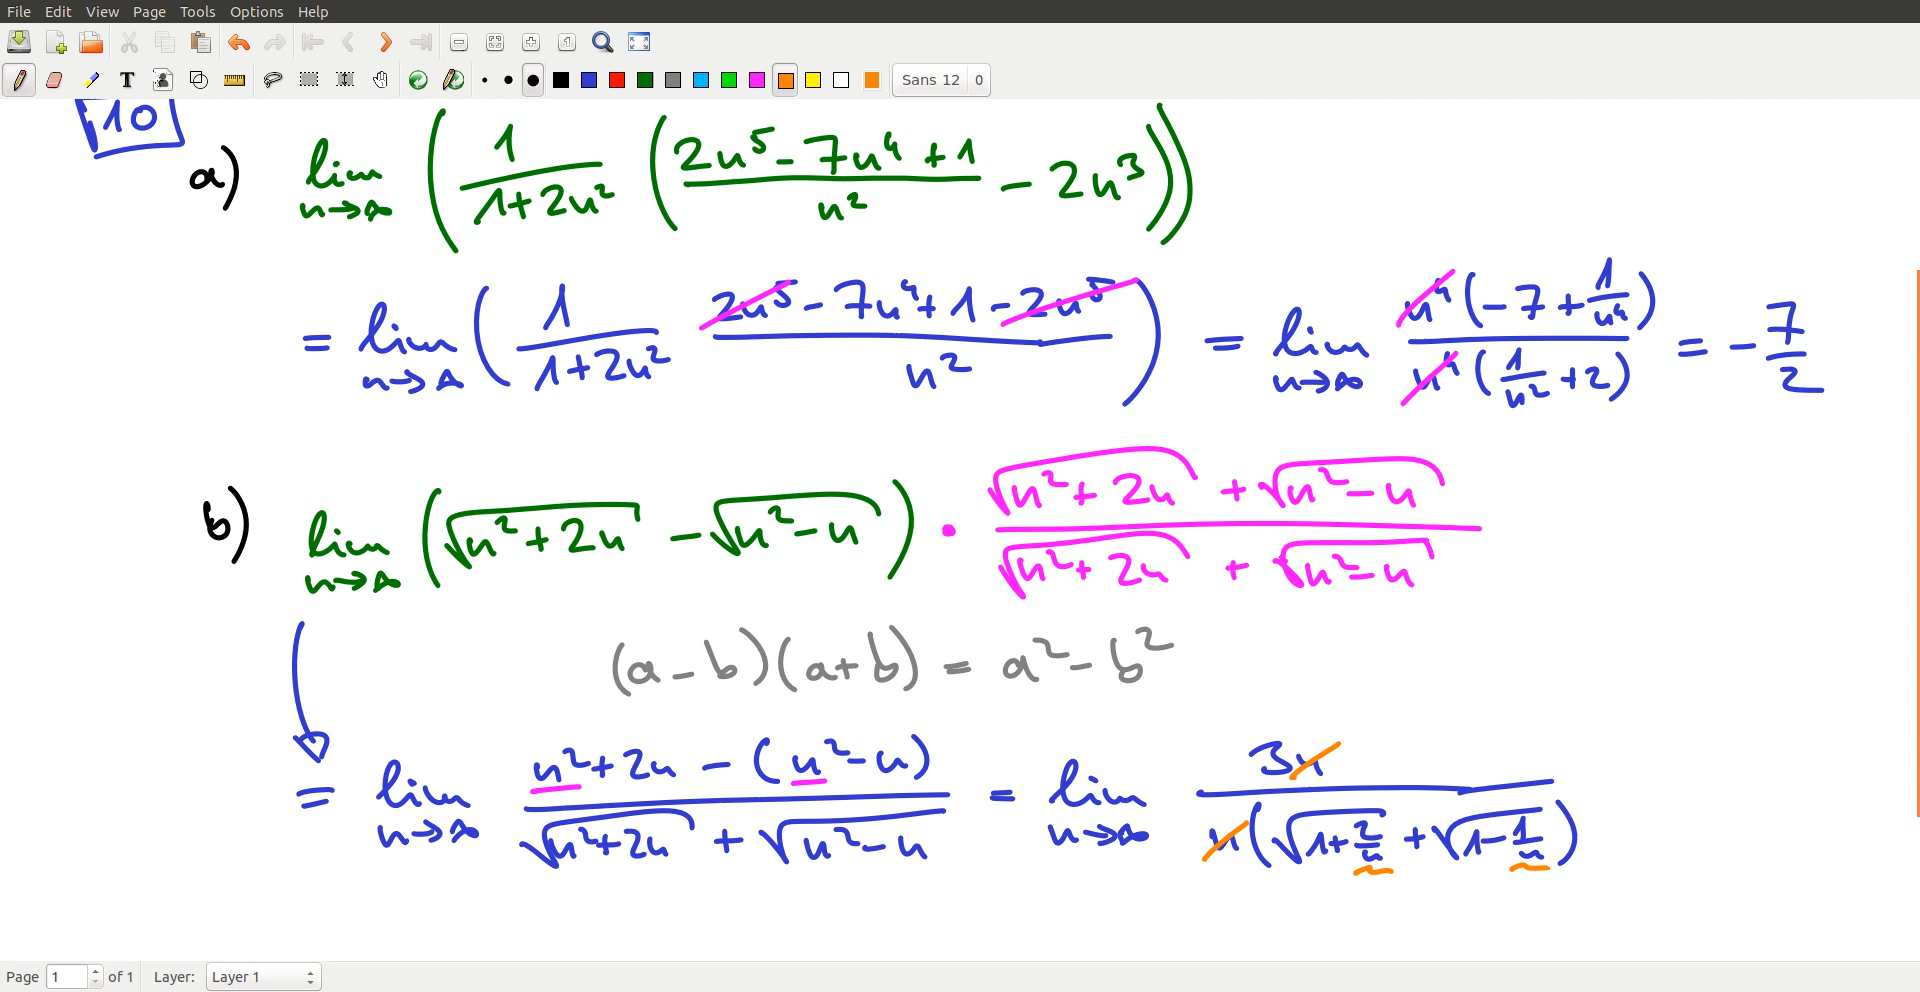 File Edit View Page Tools Options Help
T Sans 12 0
10
a) lim n→∞ ( 1/(1+2n²) ( (2n⁵ - 7n⁴ + 1)/n² - 2n³ ) )
= lim n→∞ ( 1/(1+2n²) (2n⁵ - 7n⁴ + 1 - 2n⁵)/n² ) = lim n→∞ n⁴(-7 + 1/n⁴)/(n⁴(1/n² + 2)) = -7/2
b) lim n→∞ ( √(n² + 2n) - √(n² - n) ) · (√(n² + 2n) + √(n² - n))/(√(n² + 2n) + √(n² - n))
(a - b)(a + b) = a² - b²
= lim n→∞ (n² + 2n - (n² - n))/(√(n² + 2n) + √(n² - n)) = lim n→∞ 3n/(n(√(1 + 2/n) + √(1 - 1/n)))
Page 1 of 1 Layer: Layer 1